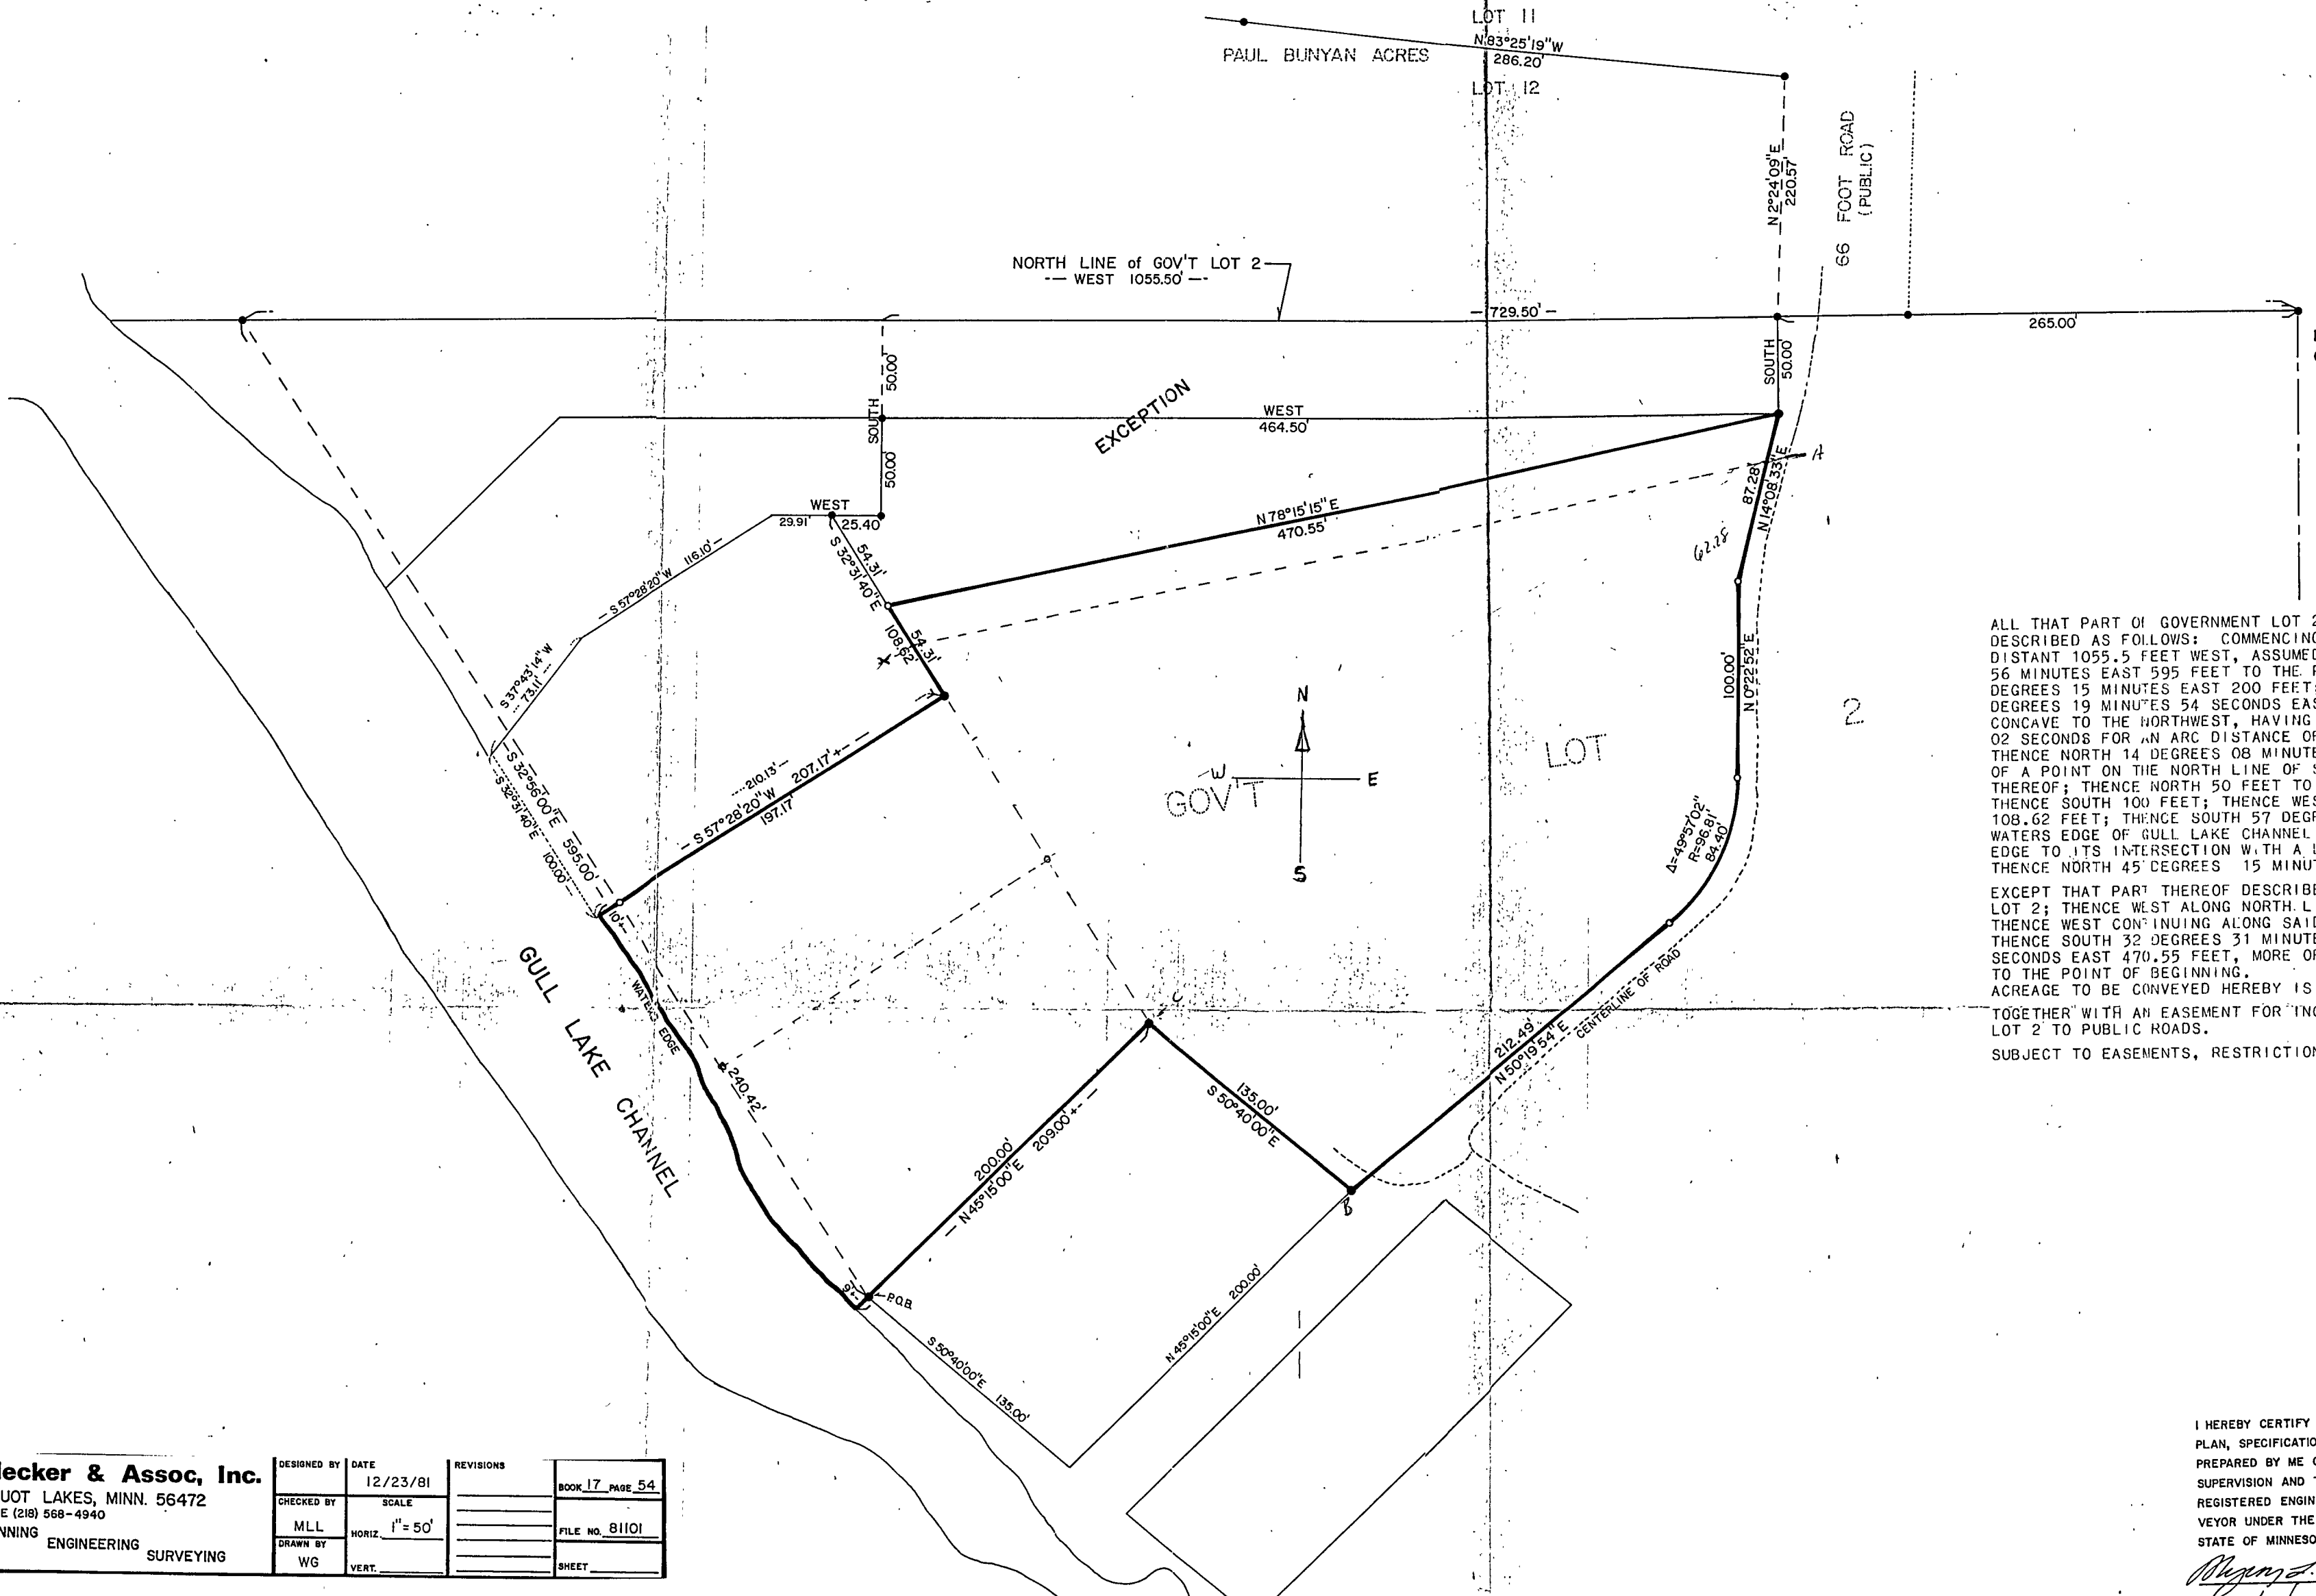 LOT 11
N 83°25'19"W
286.20'
PAUL BUNYAN ACRES
LOT 12
N 2°24'09"E
220.57'
66 FOOT ROAD
(PUBLIC)
NORTH LINE of GOV'T LOT 2
--- WEST 1055.50' ---
729.50'
265.00'
SOUTH
50.00'
SOUTH
50.00'
EXCEPTION
WEST
464.50'
50.00'
WEST
29.91'
25.40'
A
87.28'
N 14°08'33"E
62.28
N 78°15'15"E
470.55'
54.31'
S 32°31'40"E
S 57°28'20"W 116.10'
54.31'
108.62'
X
S 37°43'14"W
73.11'
100.00'
N 0°22'52"E
2
N
W
E
S
GOV'T
LOT
210.13'
207.17'±
S 57°28'20"W
197.17'
S 32°56'00"E 595.00'
S 32°31'40"E 100.00'
10'±
Δ=49°57'02"
R=96.81'
84.40'
GULL LAKE CHANNEL
WATERS EDGE
C
240.42'
212.49'
N 50°19'54"E
CENTERLINE OF ROAD
135.00'
S 50°40'00"E
200.00'
N 45°15'00"E 209.00'±
B
9'±
P.O.B.
S 50°40'00"E 135.00'
N 45°15'00"E 200.00'
ALL THAT PART OF GOVERNMENT LOT 2
DESCRIBED AS FOLLOWS: COMMENCING
DISTANT 1055.5 FEET WEST, ASSUMED
56 MINUTES EAST 595 FEET TO THE P
DEGREES 15 MINUTES EAST 200 FEET;
DEGREES 19 MINUTES 54 SECONDS EAS
CONCAVE TO THE NORTHWEST, HAVING
02 SECONDS FOR AN ARC DISTANCE OF
THENCE NORTH 14 DEGREES 08 MINUTE
OF A POINT ON THE NORTH LINE OF S
THEREOF; THENCE NORTH 50 FEET TO
THENCE SOUTH 100 FEET; THENCE WES
108.62 FEET; THENCE SOUTH 57 DEGR
WATERS EDGE OF GULL LAKE CHANNEL
EDGE TO ITS INTERSECTION WITH A L
THENCE NORTH 45 DEGREES 15 MINUT
EXCEPT THAT PART THEREOF DESCRIBE
LOT 2; THENCE WEST ALONG NORTH L
THENCE WEST CONTINUING ALONG SAID
THENCE SOUTH 32 DEGREES 31 MINUTE
SECONDS EAST 470.55 FEET, MORE OR
TO THE POINT OF BEGINNING.
ACREAGE TO BE CONVEYED HEREBY IS
TOGETHER WITH AN EASEMENT FOR ING
LOT 2 TO PUBLIC ROADS.
SUBJECT TO EASEMENTS, RESTRICTION
I HEREBY CERTIFY
PLAN, SPECIFICATIO
PREPARED BY ME O
SUPERVISION AND T
REGISTERED ENGIN
VEYOR UNDER THE
STATE OF MINNESO
ecker & Assoc, Inc.
UOT LAKES, MINN. 56472
E (218) 568-4940
NNING
ENGINEERING
SURVEYING
DESIGNED BY
DATE
12/23/81
REVISIONS
BOOK 17 PAGE 54
CHECKED BY
MLL
SCALE
HORIZ. 1"=50'
FILE NO. 81101
DRAWN BY
WG
VERT.
SHEET